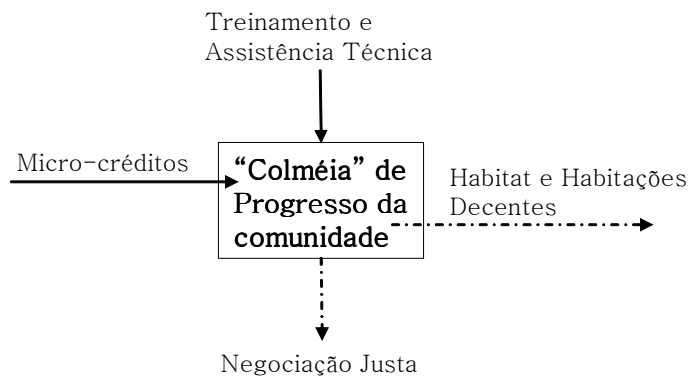 Treinamento e
Assistência Técnica
Micro-créditos
“Colméia” de
Progresso da
comunidade
Habitat e Habitações
Decentes
Negociação Justa